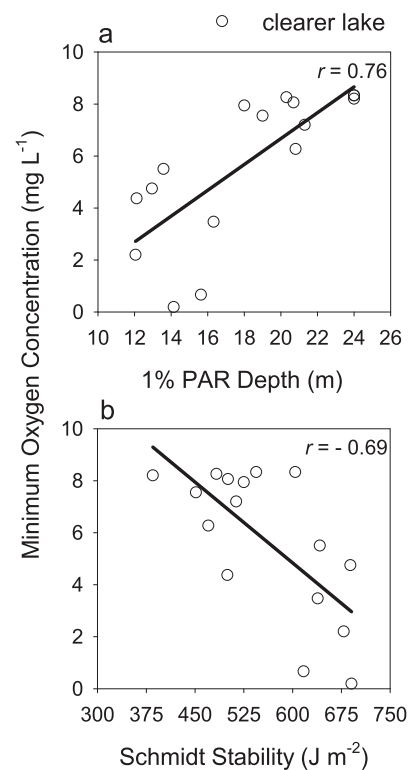 clearer lake
a
r = 0.76
10
8
6
4
2
0
10 12 14 16 18 20 22 24 26
1% PAR Depth (m)
Minimum Oxygen Concentration (mg L-1)
b
r = - 0.69
10
8
6
4
2
0
300 375 450 525 600 675 750
Schmidt Stability (J m-2)